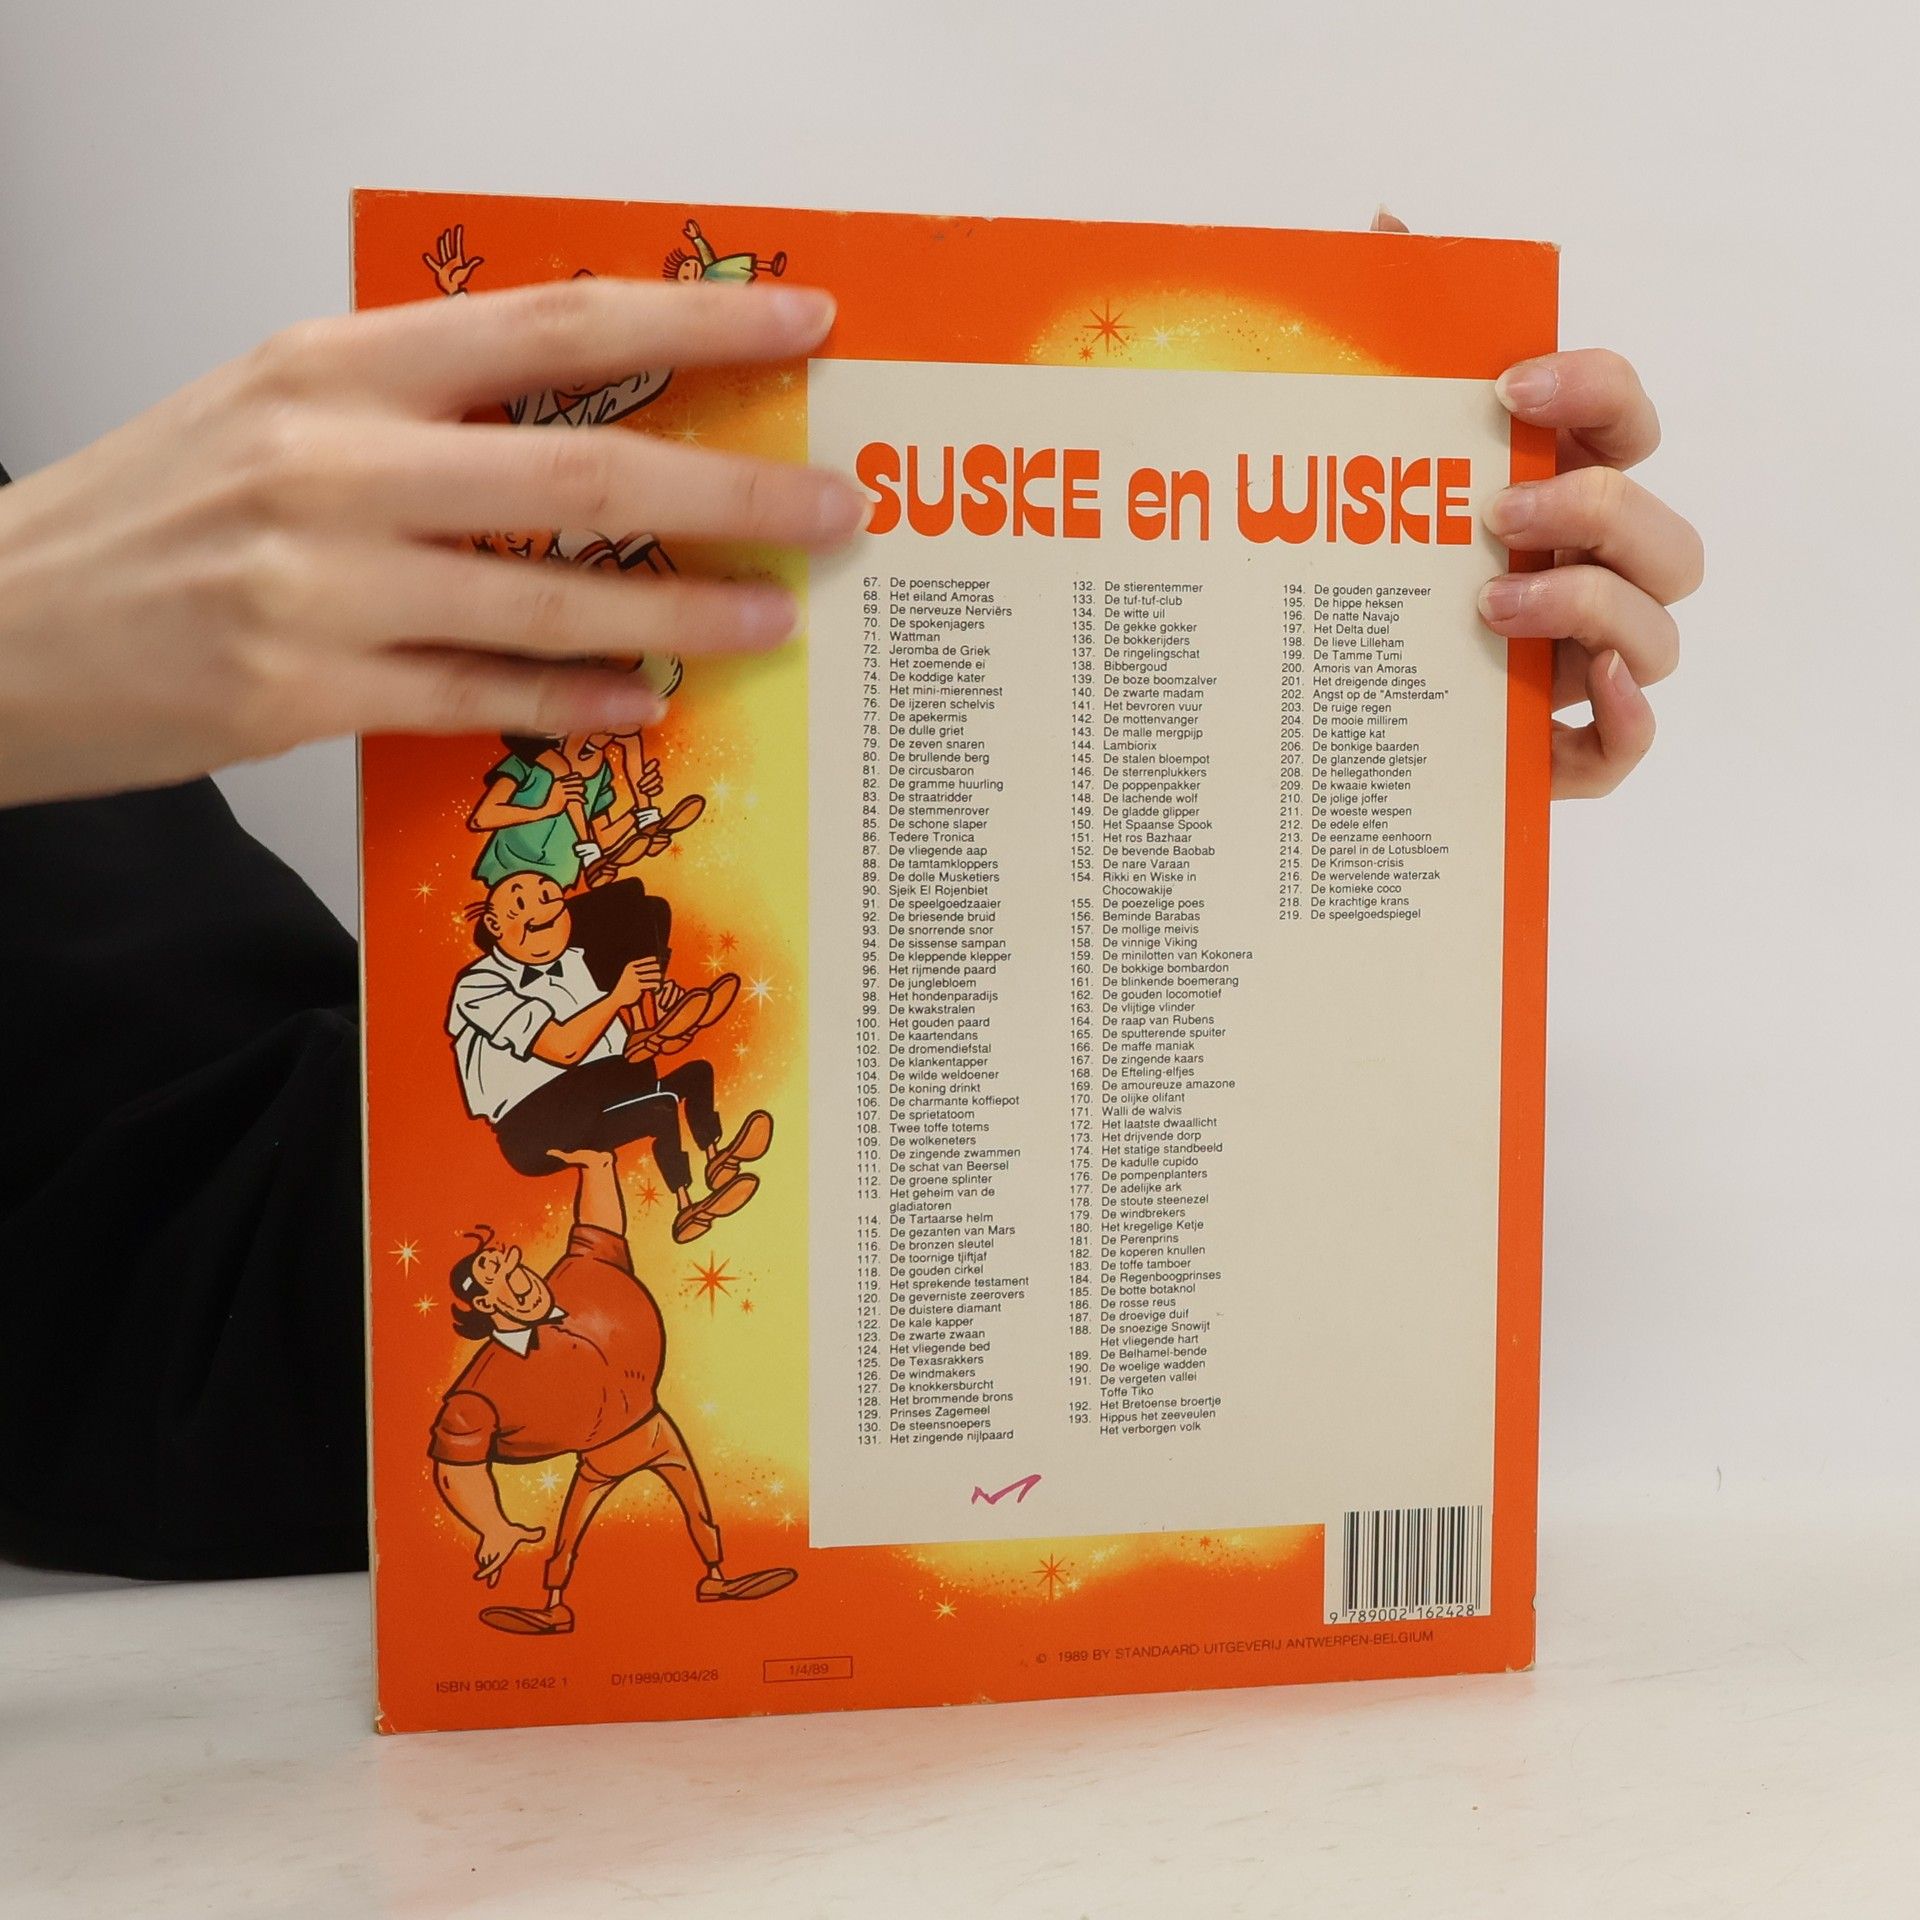 SUSKE en WISKE
67. De poenschepper
68. Het eiland Amoras
69. De nerveuze Nerviërs
70. De spokenjagers
71. Wattman
72. Jeromba de Griek
73. Het zoemende ei
74. De koddige kater
75. Het mini-mierennest
76. De ijzeren schelvis
77. De apekermis
78. De dulle griet
79. De zeven snaren
80. De brullende berg
81. De circusbaron
82. De gramme huurling
83. De straatridder
84. De stemmenrover
85. De schone slaper
86. Tedere Tronica
87. De vliegende aap
88. De tamtamkloppers
89. De dolle Musketiers
90. Sjeik El Rojenbiet
91. De speelgoedzaaier
92. De briesende bruid
93. De snorrende snor
94. De sissense sampan
95. De kleppende klepper
96. Het rijmende paard
97. De junglebloem
98. Het hondenparadijs
99. De kwakstralen
100. Het gouden paard
101. De kaartendans
102. De dromendiefstal
103. De klankentapper
104. De wilde weldoener
105. De koning drinkt
106. De charmante koffiepot
107. De sprietatoom
108. Twee toffe totems
109. De wolkeneters
110. De zingende zwammen
111. De schat van Beersel
112. De groene splinter
113. Het geheim van de
gladiatoren
114. De Tartaarse helm
115. De gezanten van Mars
116. De bronzen sleutel
117. De toornige tjiftjaf
118. De gouden cirkel
119. Het sprekende testament
120. De geverniste zeerovers
121. De duistere diamant
122. De kale kapper
123. De zwarte zwaan
124. Het vliegend bed
125. De Texasrakkers
126. De windmakers
127. De knokkersburcht
128. Het brommende brons
129. Prinses Zagemeel
130. De steensnoepers
131. Het zingende nijlpaard
132. De stierentemmer
133. De tuf-tuf-club
134. De witte uil
135. De gekke gokker
136. De bokkerijders
137. De ringelingschat
138. Bibbergoud
139. De boze boomzalver
140. De zwarte madam
141. Het bevroren vuur
142. De mottenvanger
143. De malle mergpijp
144. Lambiorix
145. De stalen bloempot
146. De sterrenplukkers
147. De poppenpakker
148. De lachende wolf
149. De gladde glipper
150. Het Spaanse Spook
151. Het ros Bazhaar
152. De bevende Baobab
153. De nare Varaan
154. Rikki en Wiske in
Chocowakije
155. De poezelige poes
156. Beminde Barabas
157. De mollige meivis
158. De vinnige Viking
159. De minilotten van Kokonera
160. De bokkige bombardon
161. De blinkende boemerang
162. De gouden locomotief
163. De vlijtige vlinder
164. De raap van Rubens
165. De sputterende spuiter
166. De maffe maniak
167. De zingende kaars
168. De Efteling-elfjes
169. De amoureuze amazone
170. De olijke olifant
171. Walli de walvis
172. Het laatste dwaallicht
173. Het drijvende dorp
174. Het statige standbeeld
175. De kadulle cupido
176. De pompenplanters
177. De adelijke ark
178. De stoute steenezel
179. De windbrekers
180. Het kregelige Ketje
181. De Perenprins
182. De koperen knullen
183. De toffe tamboer
184. De Regenboogprinses
185. De botte botaknol
186. De rosse reus
187. De droevige duif
188. De snoezige Snowijt
Het vliegende hart
189. De Belhamel-bende
190. De woelige wadden
191. De vergeten vallei
Toffe Tiko
192. Het Bretoense broertje
193. Hippus het zeeveulen
Het verborgen volk
194. De gouden ganzeveer
195. De hippe heksen
196. De natte Navajo
197. Het Delta duel
198. De lieve Lilleham
199. De Tamme Tumi
200. Amoris van Amoras
201. Het dreigende dinges
202. Angst op de "Amsterdam"
203. De ruige regen
204. De mooie millirem
205. De kattige kat
206. De bonkige baarden
207. De glanzende gletsjer
208. De hellegathonden
209. De kwaaie kwieten
210. De jolige joffer
211. De woeste wespen
212. De edele elfen
213. De eenzame eenhoorn
214. De parel in de Lotusbloem
215. De Krimson-crisis
216. De wervelende waterzak
217. De komieke coco
218. De krachtige krans
219. De speelgoedspiegel
9 789002 162428
© 1989 BY STANDAARD UITGEVERIJ ANTWERPEN-BELGIUM
ISBN 9002 16242 1 D/1989/0034/28 1/4/89